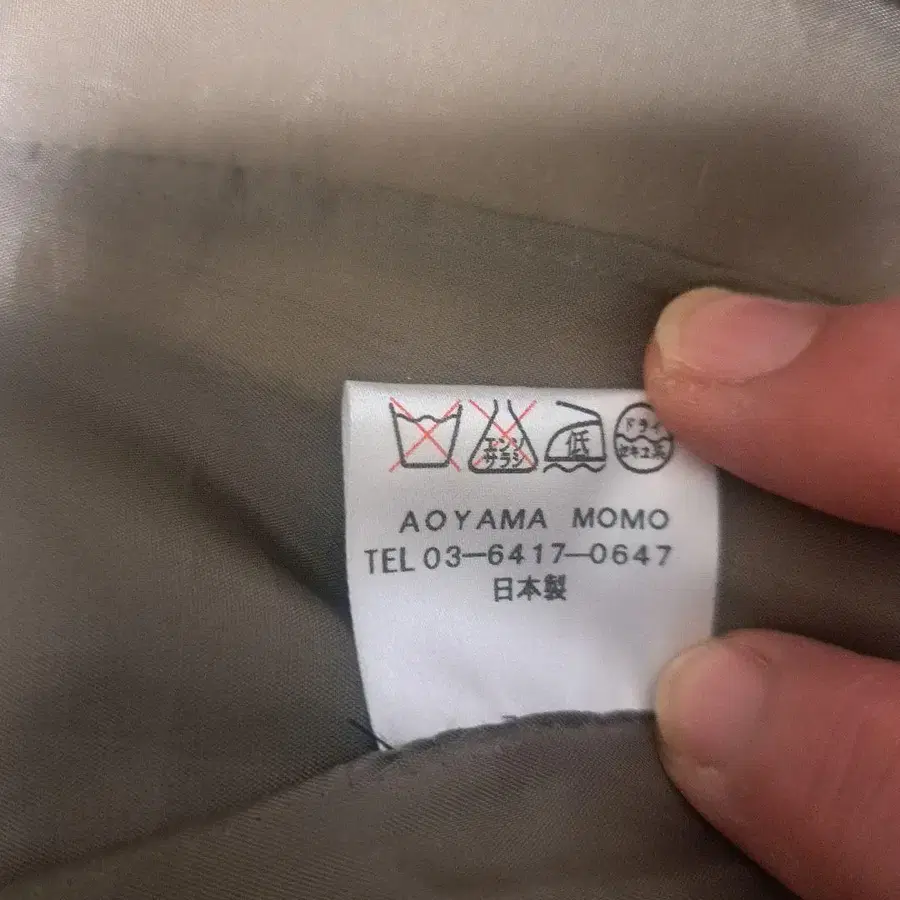 エンソ
サラシ
低
ドライ
セキユ系
AOYAMA MOMO
TEL 03-6417-0647
日本製